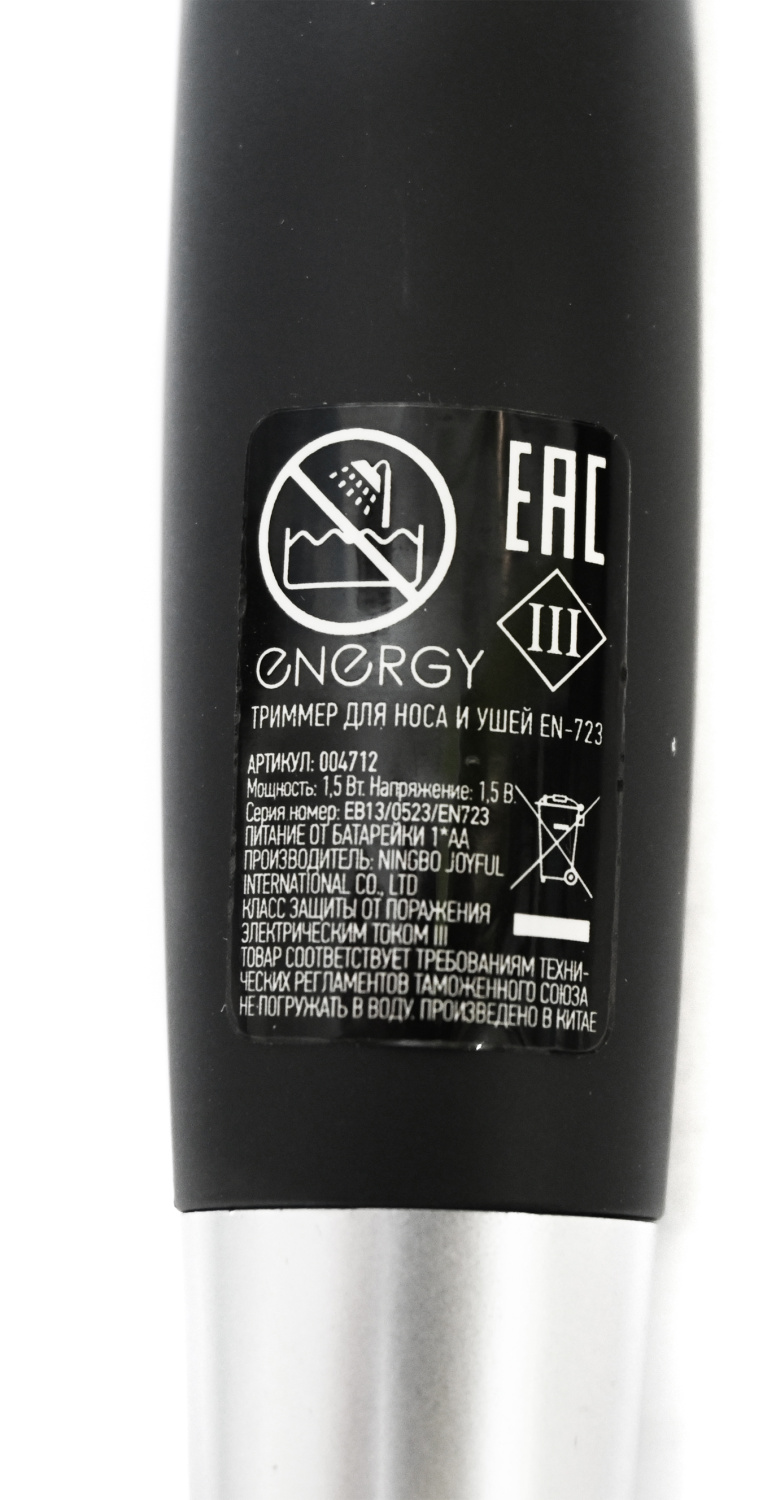 EAC
III
eNeRGY
ТРИММЕР ДЛЯ НОСА И УШЕЙ EN-723
АРТИКУЛ: 004712
Мощность: 1,5 Вт. Напряжение: 1,5 В.
Серия номер: EB13/0523/EN723
ПИТАНИЕ ОТ БАТАРЕЙКИ 1*АА
ПРОИЗВОДИТЕЛЬ: NINGBO JOYFUL
INTERNATIONAL CO., LTD
КЛАСС ЗАЩИТЫ ОТ ПОРАЖЕНИЯ
ЭЛЕКТРИЧЕСКИМ ТОКОМ III
ТОВАР СООТВЕТСТВУЕТ ТРЕБОВАНИЯМ ТЕХНИ-
ЧЕСКИХ РЕГЛАМЕНТОВ ТАМОЖЕННОГО СОЮЗА
НЕ ПОГРУЖАТЬ В ВОДУ. ПРОИЗВЕДЕНО В КИТАЕ